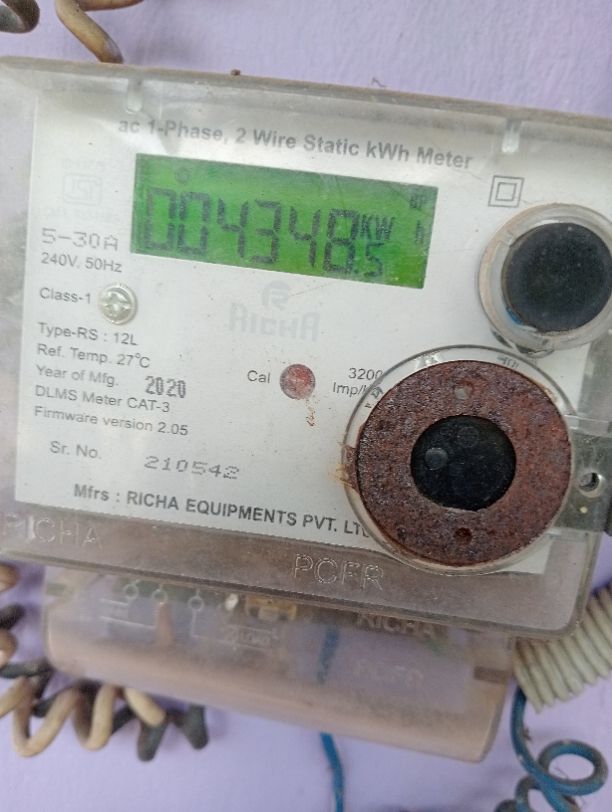 ac 1-Phase, 2 Wire Static kWh Meter
004348.5
KW
h
5-30A
240V. 50Hz
Class-1
RICHA
Type-RS : 12L
Ref. Temp. 27°C
Cal
3200
Year of Mfg. 2020
DLMS Meter CAT-3
Firmware version 2.05
Sr. No. 210542
Mfrs : RICHA EQUIPMENTS PVT.
RICHA
RICHA